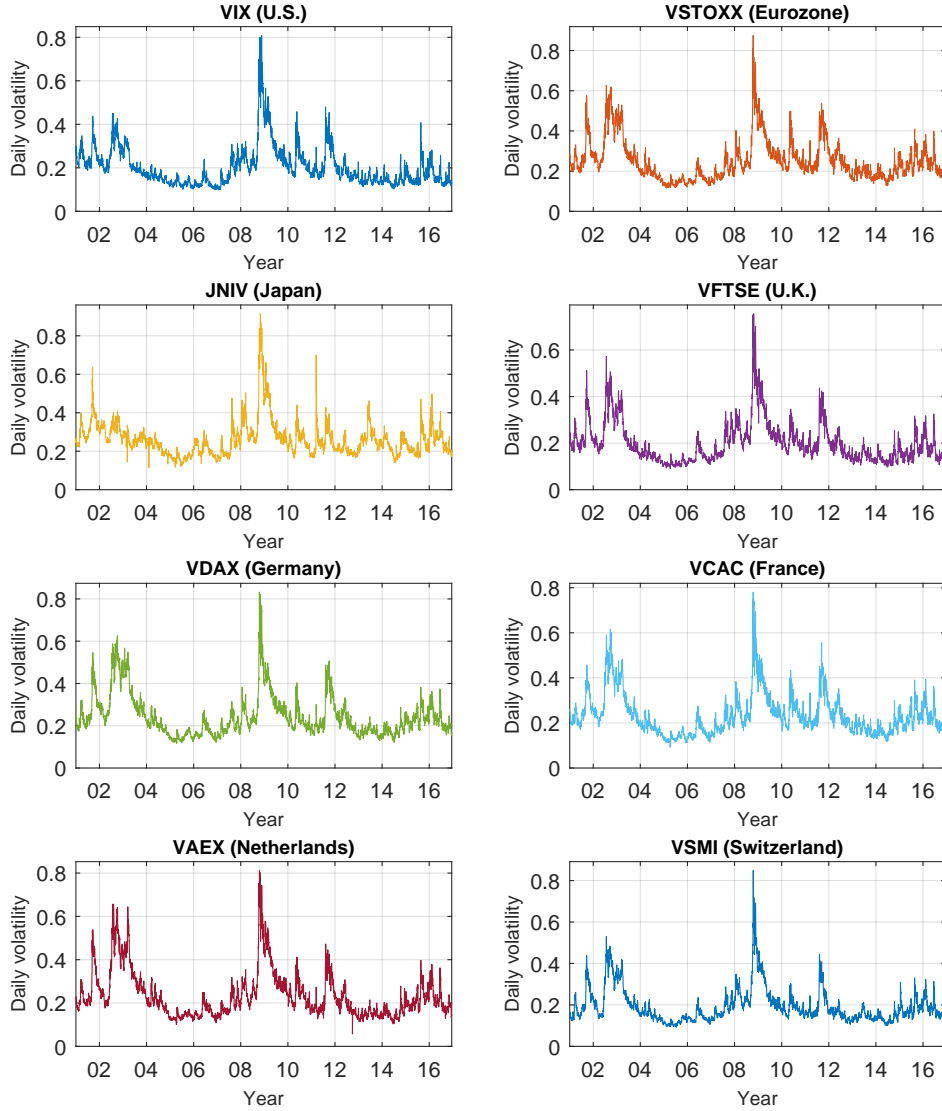 VIX (U.S.)
Daily volatility
0.8
0.6
0.4
0.2
0
02 04 06 08 10 12 14 16
Year
VSTOXX (Eurozone)
Daily volatility
0.8
0.6
0.4
0.2
0
02 04 06 08 10 12 14 16
Year
JNIV (Japan)
Daily volatility
0.8
0.6
0.4
0.2
0
02 04 06 08 10 12 14 16
Year
VFTSE (U.K.)
Daily volatility
0.6
0.4
0.2
0
02 04 06 08 10 12 14 16
Year
VDAX (Germany)
Daily volatility
0.8
0.6
0.4
0.2
0
02 04 06 08 10 12 14 16
Year
VCAC (France)
Daily volatility
0.8
0.6
0.4
0.2
0
02 04 06 08 10 12 14 16
Year
VAEX (Netherlands)
Daily volatility
0.8
0.6
0.4
0.2
0
02 04 06 08 10 12 14 16
Year
VSMI (Switzerland)
Daily volatility
0.8
0.6
0.4
0.2
0
02 04 06 08 10 12 14 16
Year